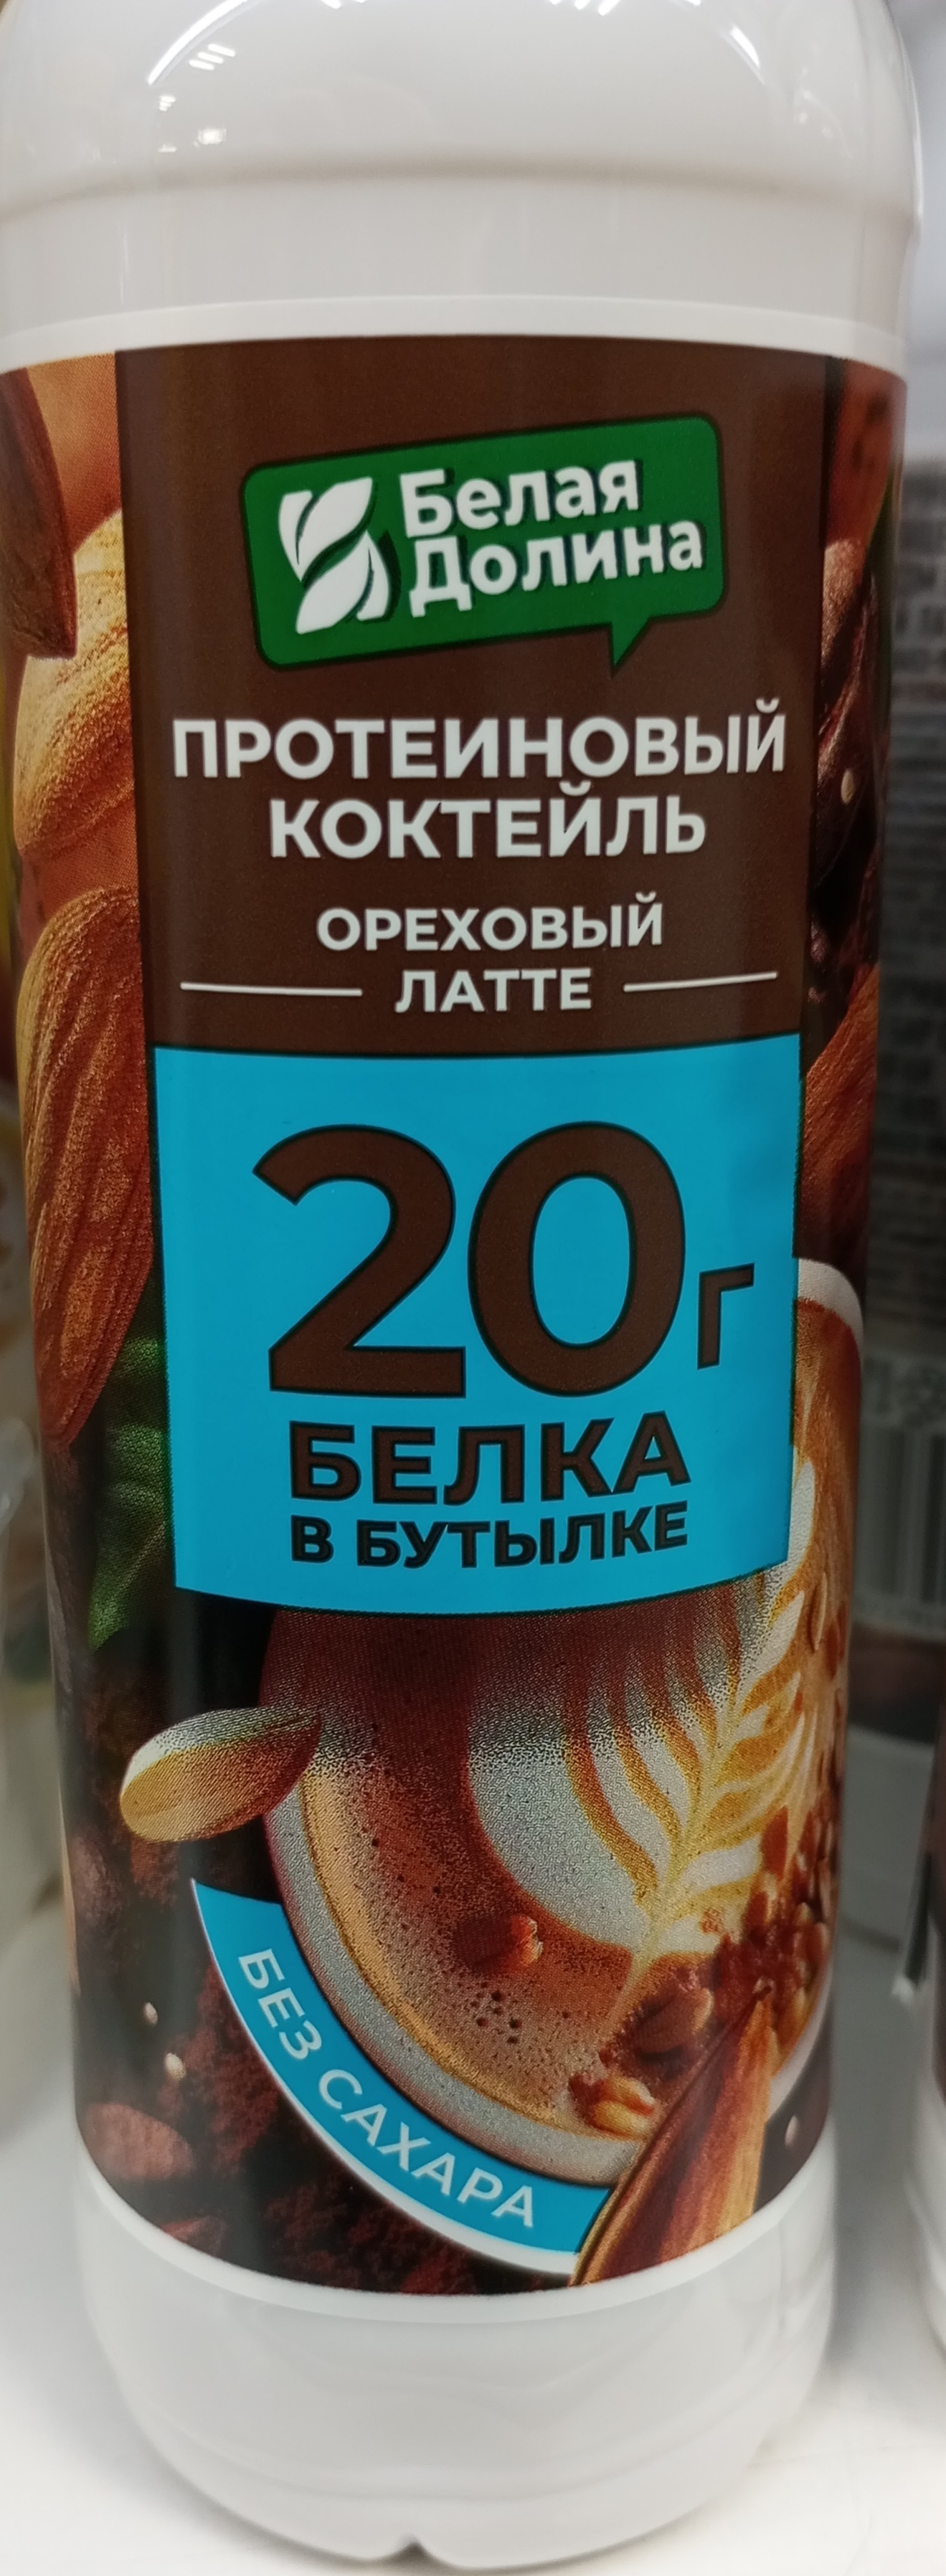 Белая
Долина
ПРОТЕИНОВЫЙ
КОКТЕЙЛЬ
ОРЕХОВЫЙ
ЛАТТЕ
20г
БЕЛКА
В БУТЫЛКЕ
БЕЗ САХАРА